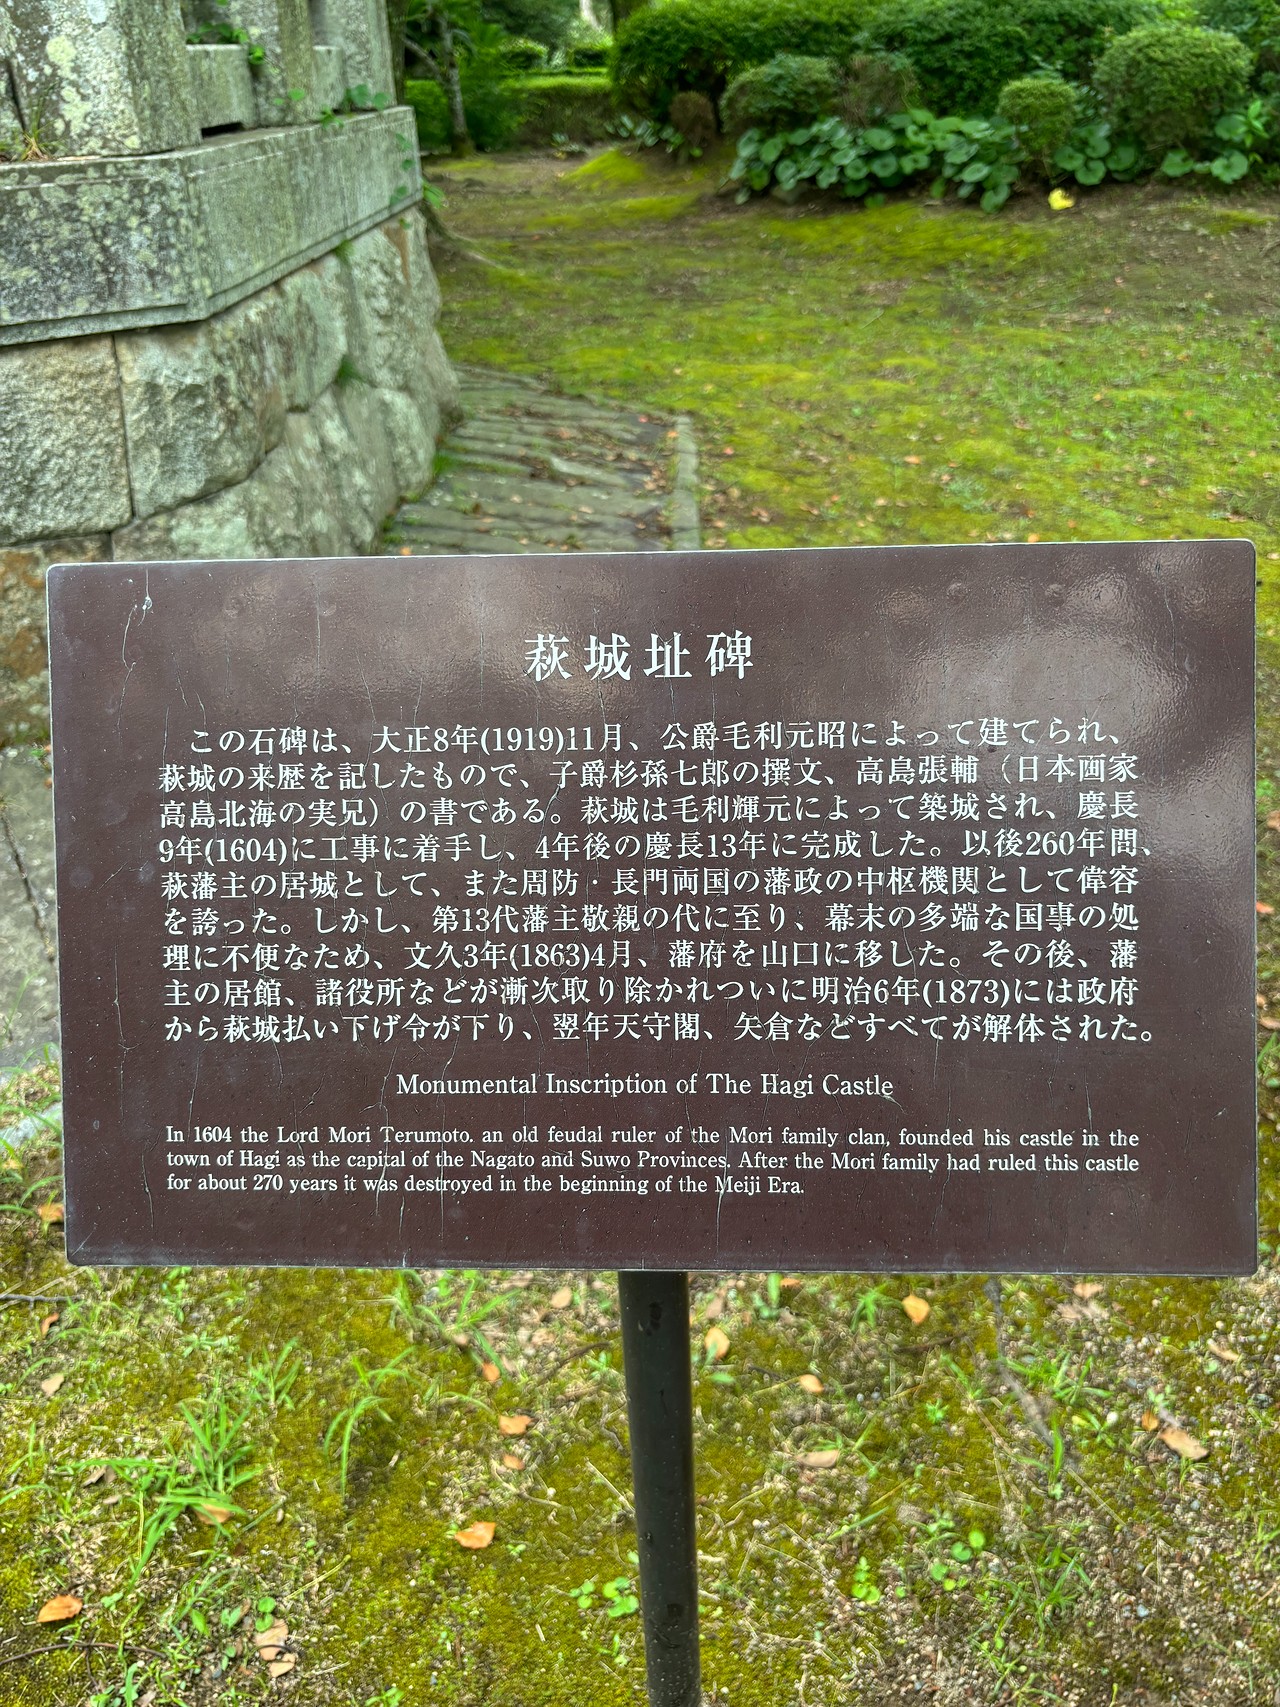 萩城址碑
この石碑は、大正8年(1919)11月、公爵毛利元昭によって建てられ、
萩城の来歴を記したもので、子爵杉孫七郎の撰文、高島張輔（日本画家
高島北海の実兄）の書である。萩城は毛利輝元によって築城され、慶長
9年(1604)に工事に着手し、4年後の慶長13年に完成した。以後260年間、
萩藩主の居城として、また周防・長門両国の藩政の中枢機関として偉容
を誇った。しかし、第13代藩主敬親の代に至り、幕末の多端な国事の処
理に不便なため、文久3年(1863)4月、藩府を山口に移した。その後、藩
主の居館、諸役所などが漸次取り除かれついに明治6年(1873)には政府
から萩城払い下げ令が下り、翌年天守閣、矢倉などすべてが解体された。
Monumental Inscription of The Hagi Castle
In 1604 the Lord Mori Terumoto. an old feudal ruler of the Mori family clan, founded his castle in the
town of Hagi as the capital of the Nagato and Suwo Provinces. After the Mori family had ruled this castle
for about 270 years it was destroyed in the beginning of the Meiji Era.